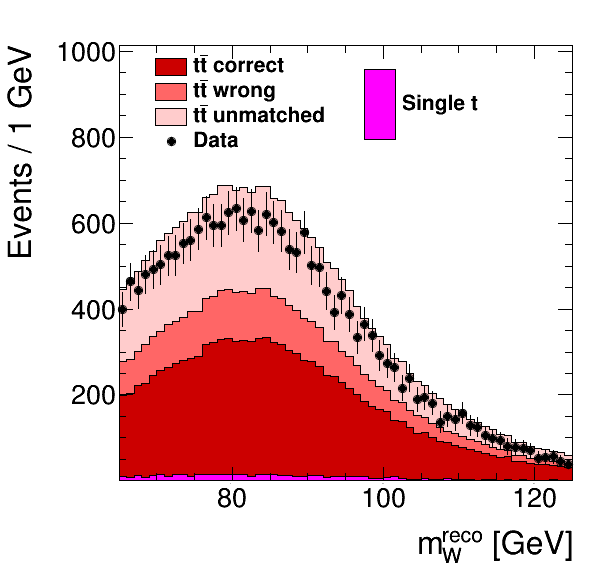 Events / 1 GeV
1000
800
600
400
200
tt̅ correct
tt̅ wrong
tt̅ unmatched
Data
Single t
80 100 120
m_W^reco [GeV]